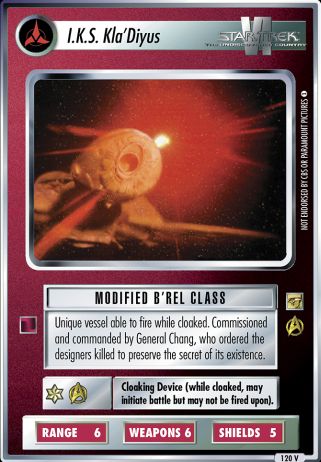 I.K.S. Kla'Diyus
STAR TREK
VI
THE UNDISCOVERED COUNTRY
NOT ENDORSED BY CBS OR PARAMOUNT PICTURES
MODIFIED B'REL CLASS
Unique vessel able to fire while cloaked. Commissioned
and commanded by General Chang, who ordered the
designers killed to preserve the secret of its existence.
Cloaking Device (while cloaked, may
initiate battle but may not be fired upon).
RANGE 6
WEAPONS 6
SHIELDS 5
120 V